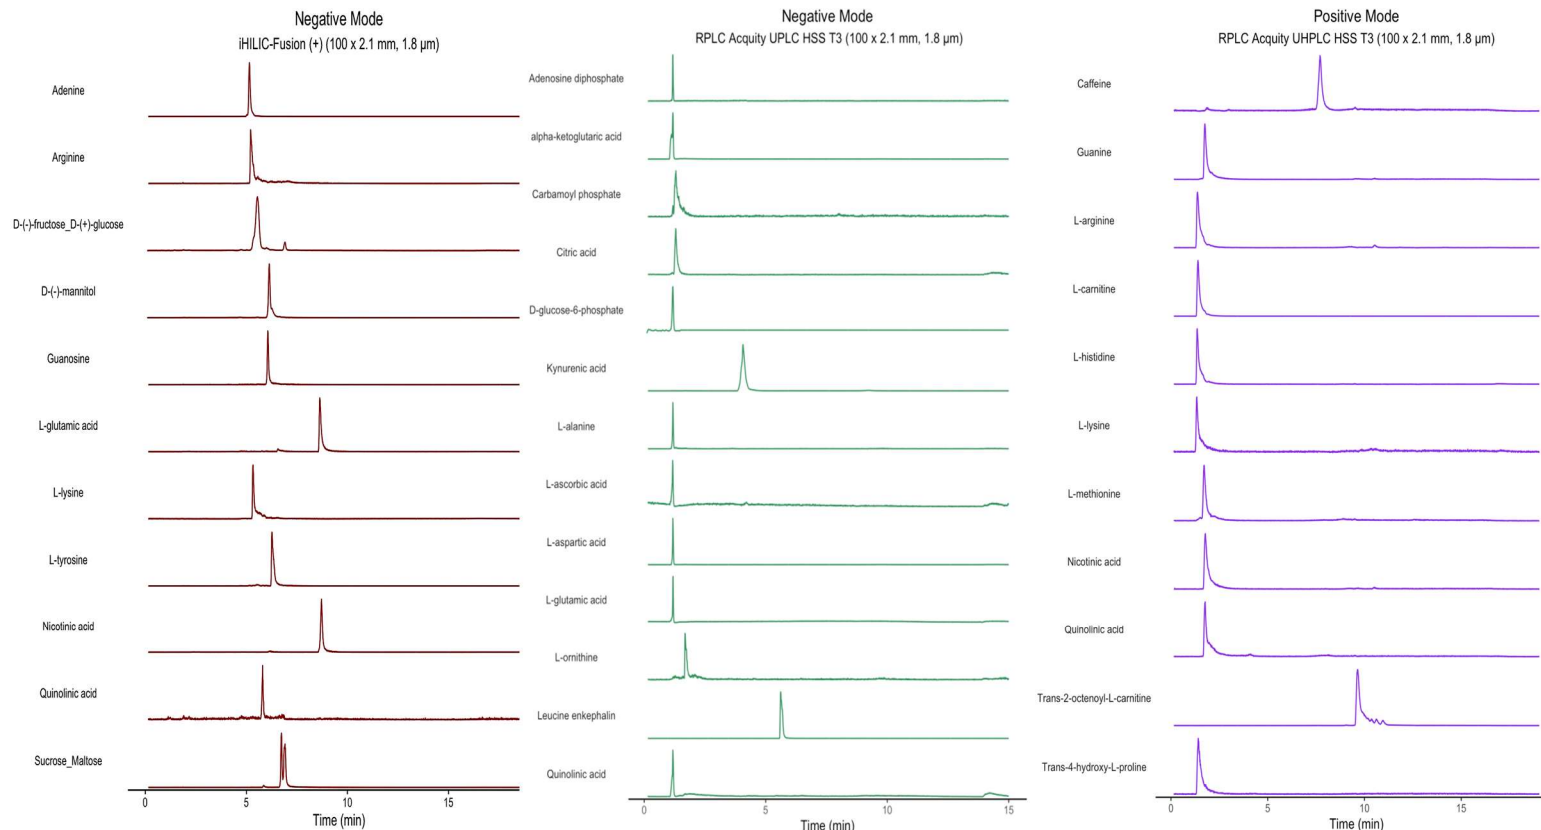 Negative Mode
iHILIC-Fusion (+) (100 x 2.1 mm, 1.8 µm)
Adenine
Arginine
D-(-)-fructose_D-(+)-glucose
D-(-)-mannitol
Guanosine
L-glutamic acid
L-lysine
L-tyrosine
Nicotinic acid
Quinolinic acid
Sucrose_Maltose
0 5 10 15
Time (min)
Negative Mode
RPLC Acquity UPLC HSS T3 (100 x 2.1 mm, 1.8 µm)
Adenosine diphosphate
alpha-ketoglutaric acid
Carbamoyl phosphate
Citric acid
D-glucose-6-phosphate
Kynurenic acid
L-alanine
L-ascorbic acid
L-aspartic acid
L-glutamic acid
L-ornithine
Leucine enkephalin
Quinolinic acid
0 5 10 15
Time (min)
Positive Mode
RPLC Acquity UHPLC HSS T3 (100 x 2.1 mm, 1.8 µm)
Caffeine
Guanine
L-arginine
L-carnitine
L-histidine
L-lysine
L-methionine
Nicotinic acid
Quinolinic acid
Trans-2-octenoyl-L-carnitine
Trans-4-hydroxy-L-proline
0 5 10 15
Time (min)